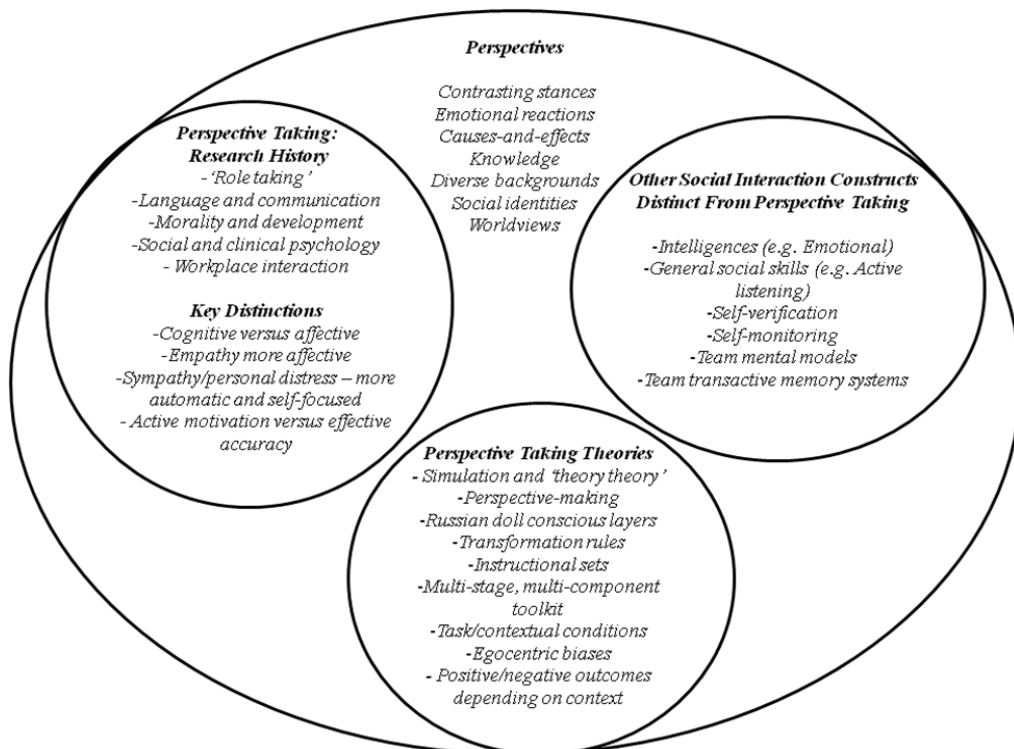 Perspectives
Contrasting stances
Emotional reactions
Causes-and-effects
Knowledge
Diverse backgrounds
Social identities
Worldviews
Perspective Taking:
Research History
- ‘Role taking’
-Language and communication
-Morality and development
-Social and clinical psychology
- Workplace interaction
Key Distinctions
-Cognitive versus affective
-Empathy more affective
-Sympathy/personal distress – more
automatic and self-focused
- Active motivation versus effective
accuracy
Other Social Interaction Constructs
Distinct From Perspective Taking
-Intelligences (e.g. Emotional)
-General social skills (e.g. Active
listening)
-Self-verification
-Self-monitoring
-Team mental models
-Team transactive memory systems
Perspective Taking Theories
- Simulation and ‘theory theory’
-Perspective-making
-Russian doll conscious layers
-Transformation rules
-Instructional sets
-Multi-stage, multi-component
toolkit
-Task/contextual conditions
-Egocentric biases
- Positive/negative outcomes
depending on context